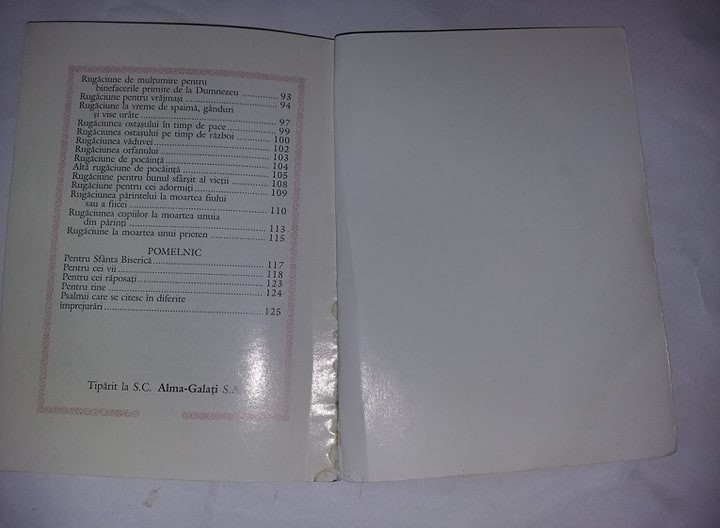 Rugăciune de mulțumire pentru
binefacerile primite de la Dumnezeu ............ 93
Rugăciune pentru vrăjmași ............ 94
Rugăciune la vreme de spaimă, gânduri
și vise urâte ............ 97
Rugăciunea ostașului în timp de pace ............ 99
Rugăciunea ostașului pe timp de război ............ 100
Rugăciunea văduvei ............ 102
Rugăciunea orfanului ............ 103
Rugăciune de pocăință ............ 104
Altă rugăciune de pocăință ............ 105
Rugăciune pentru bunul sfârșit al vieții ............ 108
Rugăciune pentru cei adormiți ............ 109
Rugăciunea părintelui la moartea fiului
sau a fiicei ............ 110
Rugăciunea copiilor la moartea unuia
din părinți ............ 113
Rugăciune la moartea unui prieten ............ 115
POMELNIC
Pentru Sfânta Biserică ............ 117
Pentru cei vii ............ 118
Pentru cei răposați ............ 123
Pentru tine ............ 124
Psalmii care se citesc în diferite
împrejurări ............ 125
Tipărit la S.C. Alma-Galați S.A.